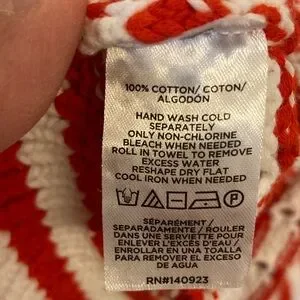 100% COTTON/ COTON/
ALGODÓN
HAND WASH COLD
SEPARATELY
ONLY NON-CHLORINE
BLEACH WHEN NEEDED
ROLL IN TOWEL TO REMOVE
EXCESS WATER
RESHAPE DRY FLAT
COOL IRON WHEN NEEDED
SÉPARÉMENT /
SEPARADAMENTE / ROULER
DANS UNE SERVIETTE POUR
ENLEVER L'EXCÈS D'EAU /
ENROLLAR EN UNA TOALLA
PARA REMOVER EL EXCESO
DE AGUA
RN#140923